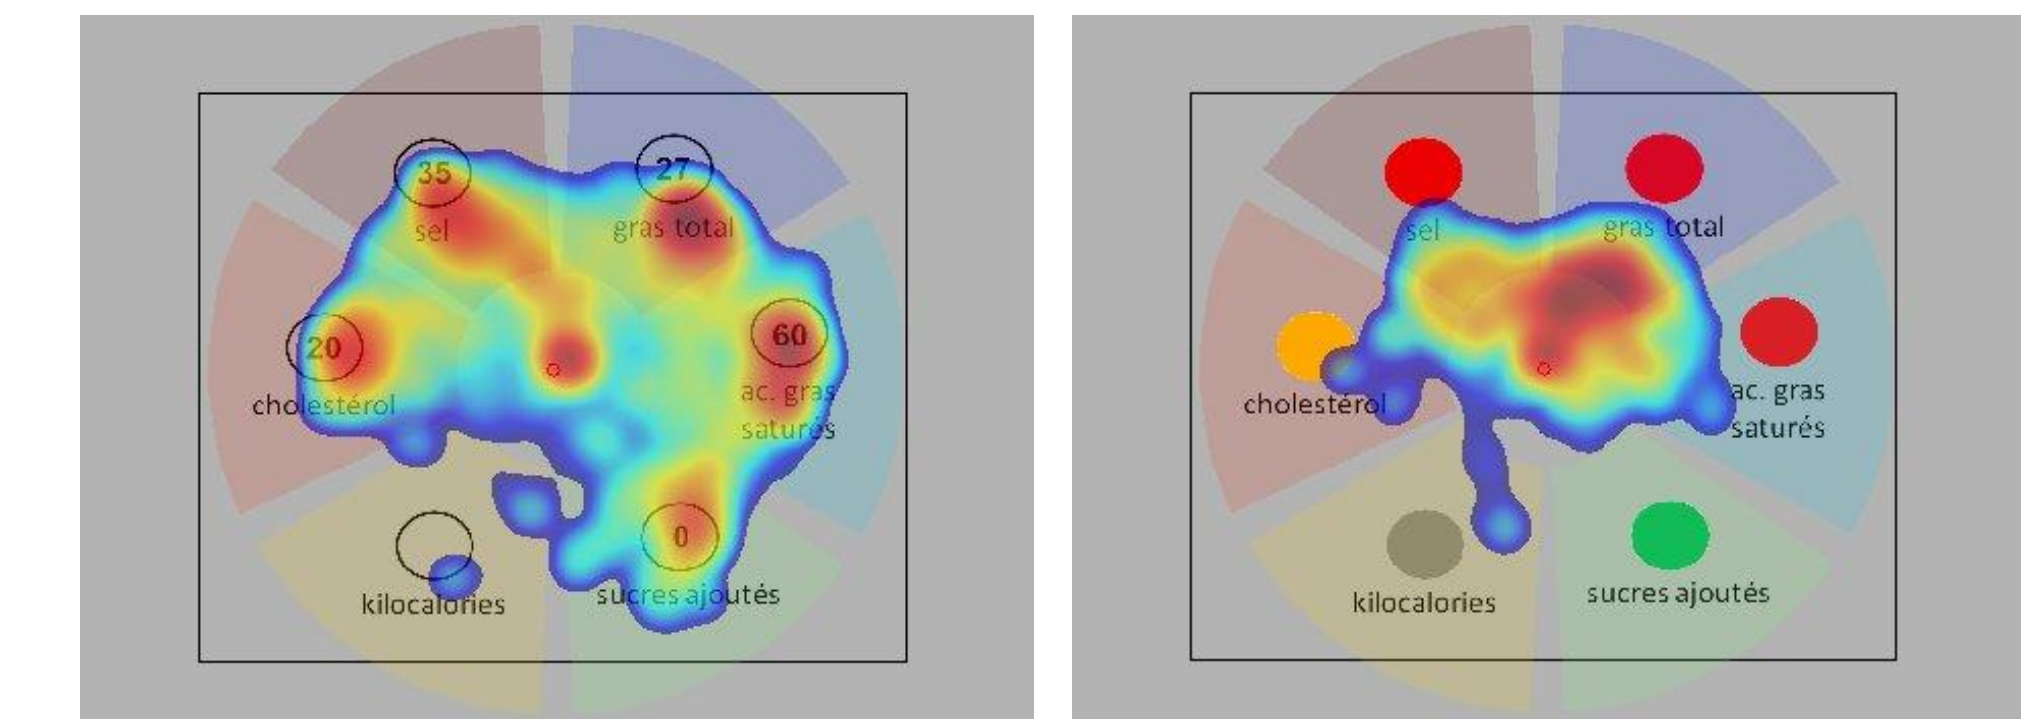 35
sel
27
gras total
20
cholestérol
60
ac. gras
saturés
kilocalories
0
sucres ajoutés
sel
gras total
cholestérol
ac. gras
saturés
kilocalories
sucres ajoutés